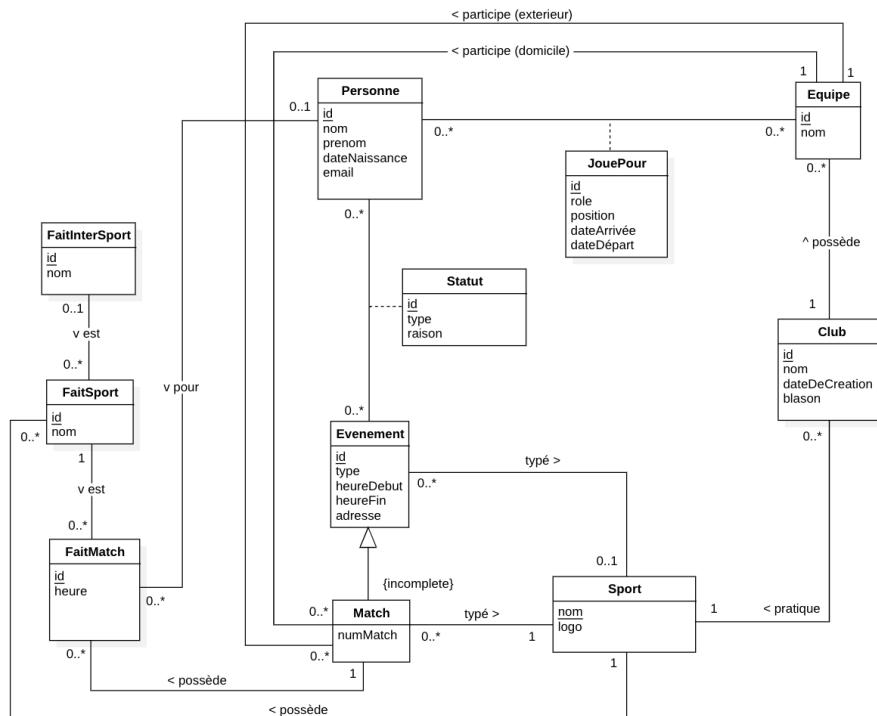 < participe (exterieur)
< participe (domicile)
1
1
Personne
id
nom
prenom
dateNaissance
email
0..1
0..*
0..*
0..*
Equipe
id
nom
0..*
JouePour
id
role
position
dateArrivée
dateDépart
^ possède
1
FaitInterSport
id
nom
0..1
v est
0..*
Statut
id
type
raison
Club
id
nom
dateDeCreation
blason
0..*
v pour
FaitSport
id
nom
0..*
1
v est
0..*
0..*
Evenement
id
type
heureDebut
heureFin
adresse
typé >
0..*
0..1
FaitMatch
id
heure
0..*
0..*
{incomplete}
0..*
Match
numMatch
0..*
1
typé >
0..*
1
Sport
nom
logo
1
1
< pratique
< possède
< possède